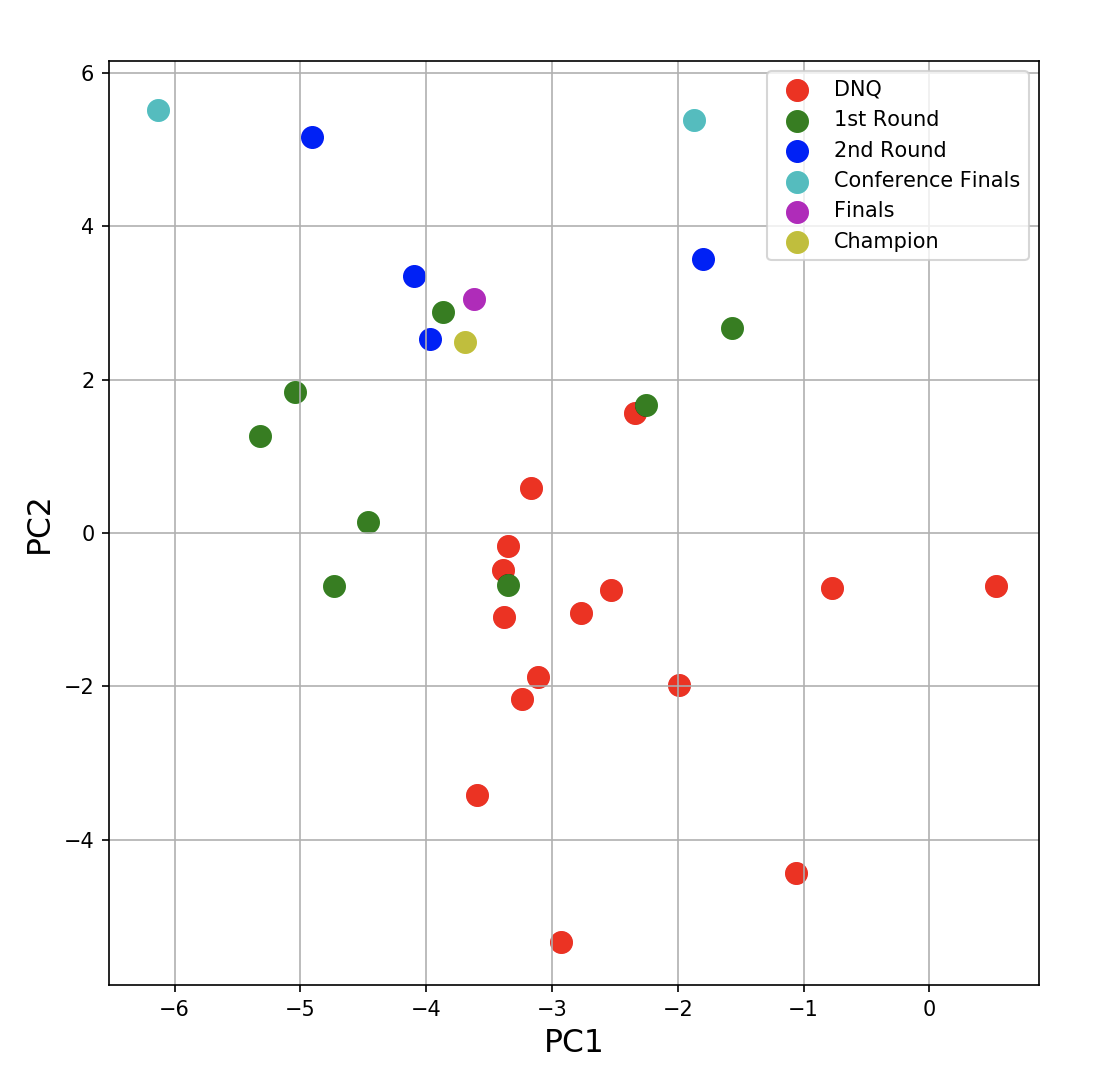 6
4
2
0
−2
−4
PC2
DNQ
1st Round
2nd Round
Conference Finals
Finals
Champion
−6 −5 −4 −3 −2 −1 0
PC1